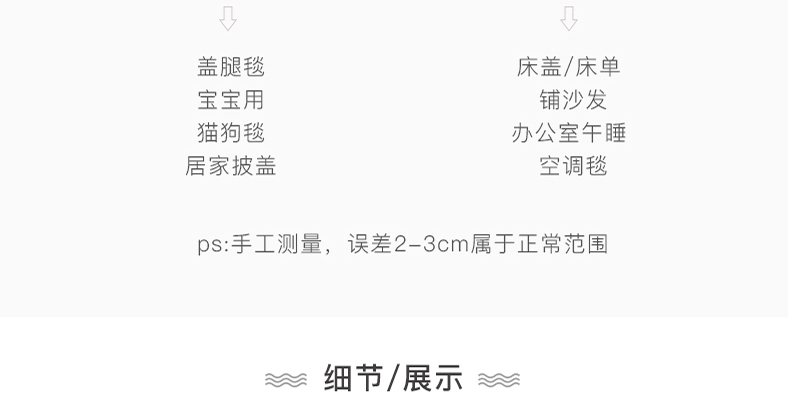 盖腿毯
宝宝用
猫狗毯
居家披盖
床盖/床单
铺沙发
办公室午睡
空调毯
ps:手工测量，误差2-3cm属于正常范围
细节/展示